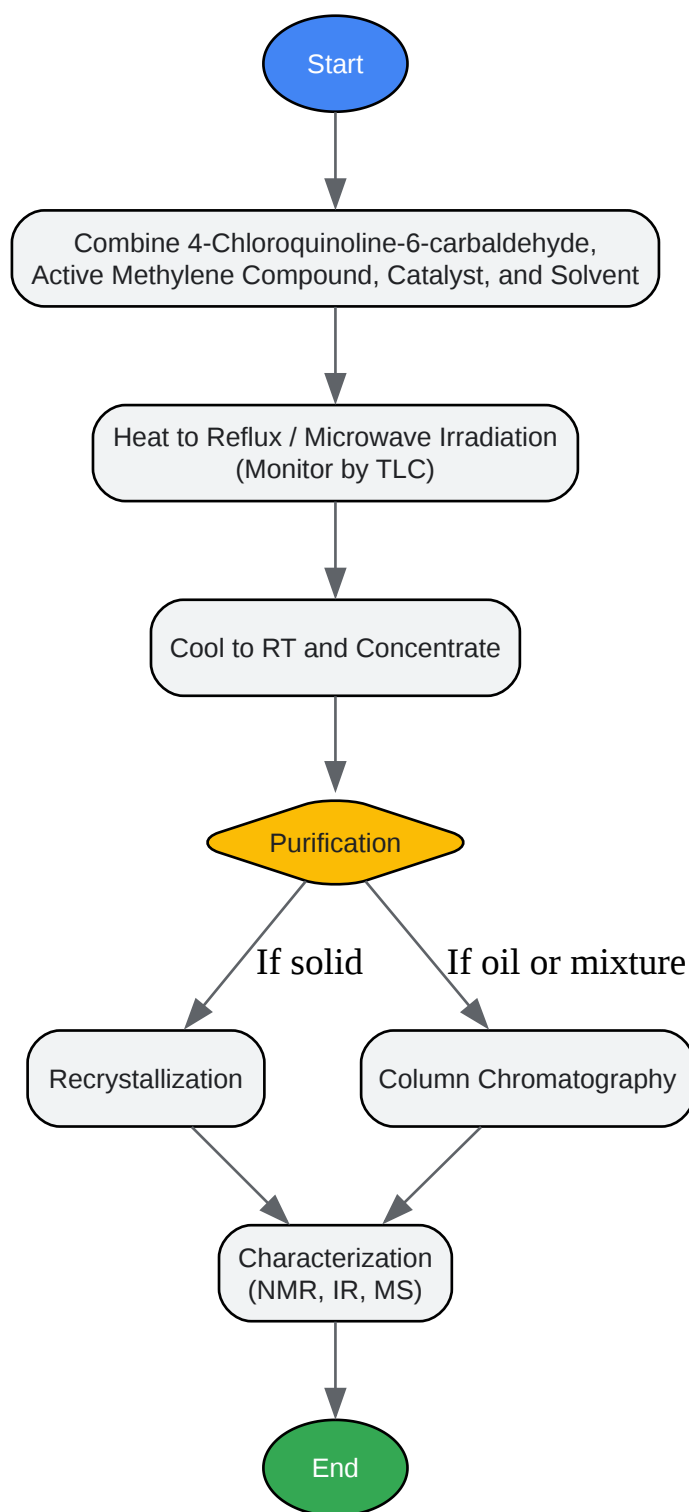 Start
Combine 4-Chloroquinoline-6-carbaldehyde,
Active Methylene Compound, Catalyst, and Solvent
Heat to Reflux / Microwave Irradiation
(Monitor by TLC)
Cool to RT and Concentrate
Purification
If solid
If oil or mixture
Recrystallization
Column Chromatography
Characterization
(NMR, IR, MS)
End